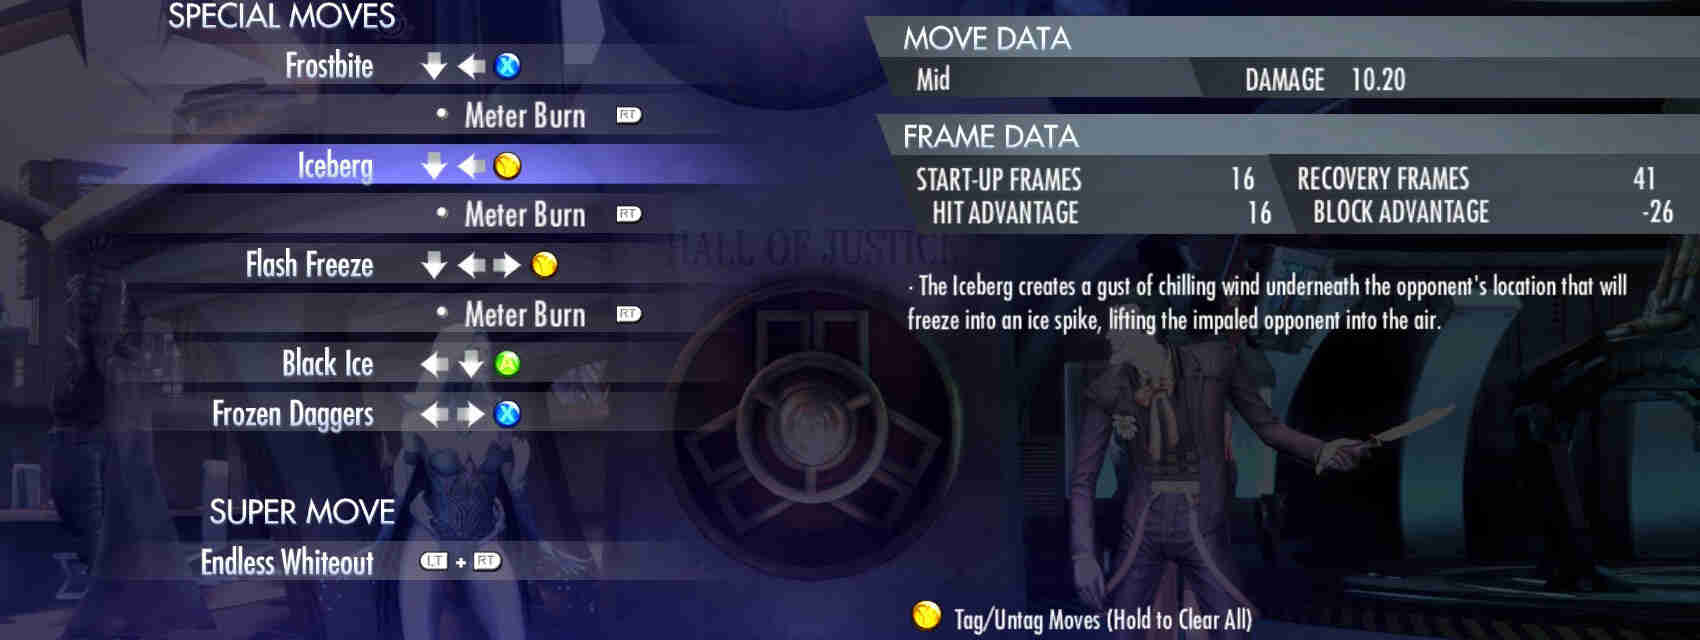 SPECIAL MOVES
Frostbite X
Meter Burn RT
Iceberg Y
Meter Burn RT
Flash Freeze Y
Meter Burn RT
Black Ice A
Frozen Daggers X
SUPER MOVE
Endless Whiteout LT + RT
MOVE DATA
Mid DAMAGE 10.20
FRAME DATA
START-UP FRAMES 16 RECOVERY FRAMES 41
HIT ADVANTAGE 16 BLOCK ADVANTAGE -26
HALL OF JUSTICE
· The Iceberg creates a gust of chilling wind underneath the opponent's location that will
freeze into an ice spike, lifting the impaled opponent into the air.
Y Tag/Untag Moves (Hold to Clear All)